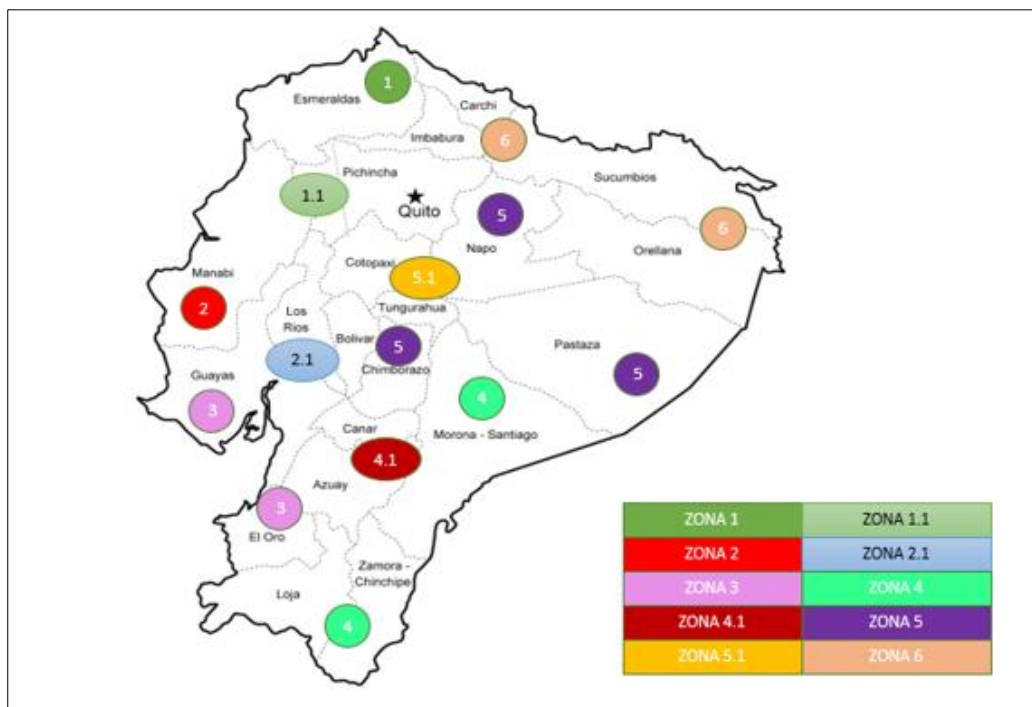 1
Esmeraldas
Carchi
Imbabura
6
Pichincha
Sucumbios
1.1
Quito
5
6
Napo
Orellana
Cotopaxi
5.1
Manabi
2
Tungurahua
Los
Rios
Bolivar
5
Pastaza
2.1
Chimborazo
5
Guayas
3
4
Canar
Morona - Santiago
4.1
Azuay
3
El Oro
Zamora -
Chinchipe
Loja
4
ZONA 1
ZONA 1.1
ZONA 2
ZONA 2.1
ZONA 3
ZONA 4
ZONA 4.1
ZONA 5
ZONA 5.1
ZONA 6